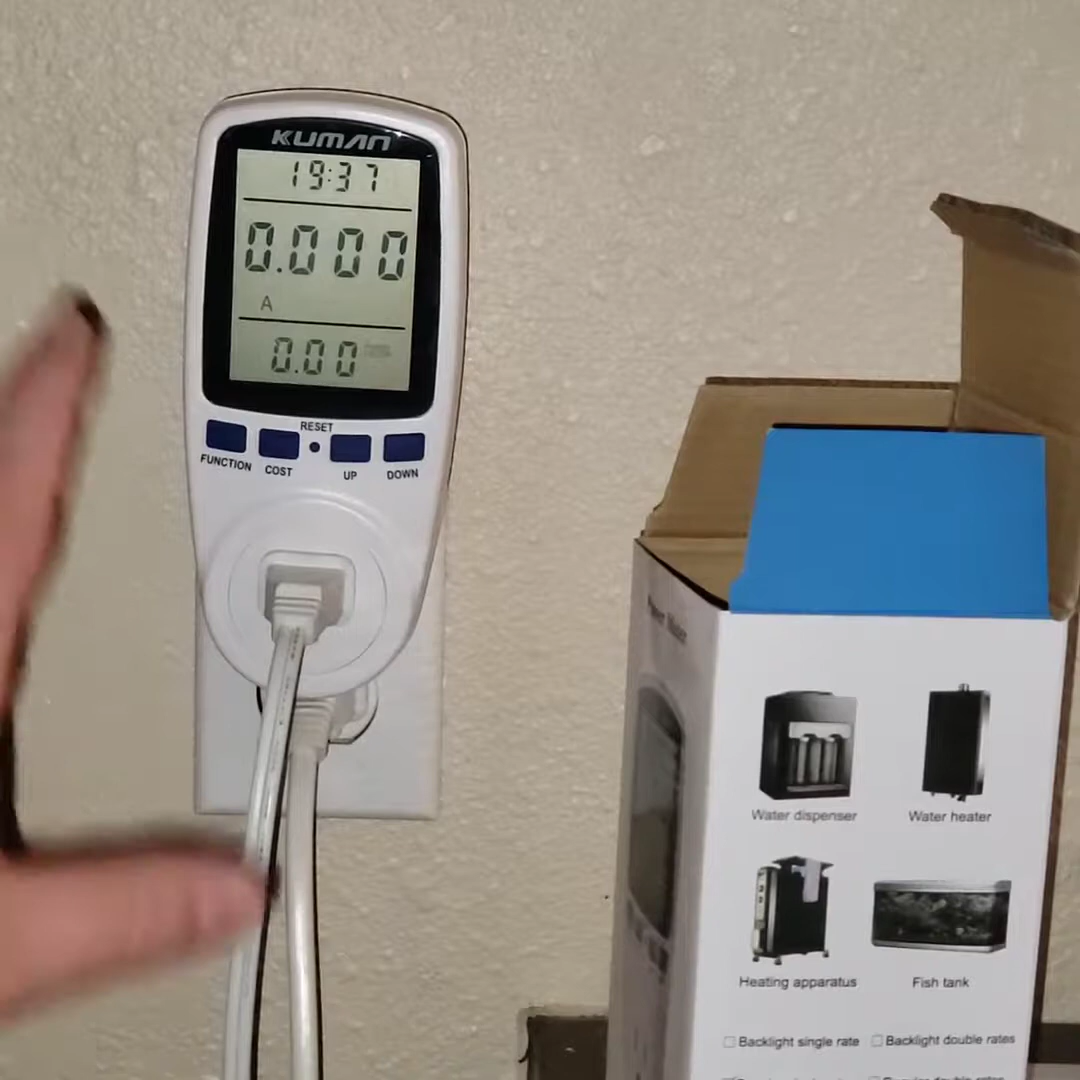 KUMAN
19:37
0.000
A
0.00
RESET
FUNCTION
COST
UP
DOWN
Water dispenser
Water heater
Heating apparatus
Fish tank
Backlight single rate
Backlight double rates